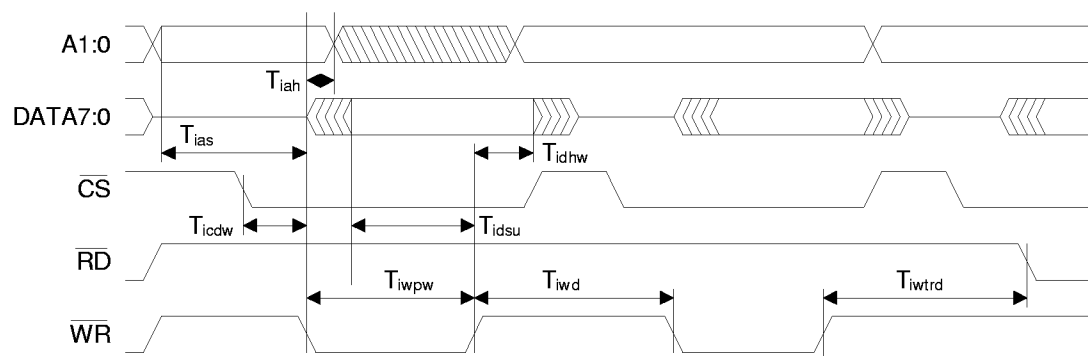 A1:0
Tiah
DATA7:0
Tias
Tidhw
CS
Ticdw
Tidsu
RD
Tiwpw
Tiwd
Tiwtrd
WR